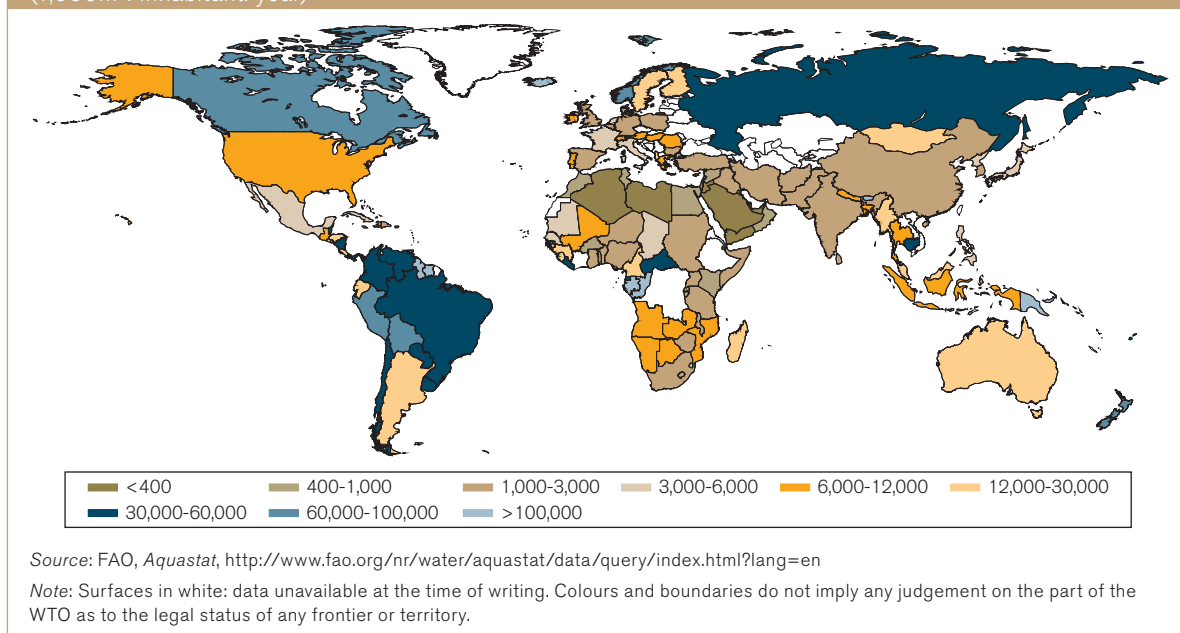 <400 400-1,000 1,000-3,000 3,000-6,000 6,000-12,000 12,000-30,000
30,000-60,000 60,000-100,000 >100,000
Source: FAO, Aquastat, http://www.fao.org/nr/water/aquastat/data/query/index.html?lang=en
Note: Surfaces in white: data unavailable at the time of writing. Colours and boundaries do not imply any judgement on the part of the
WTO as to the legal status of any frontier or territory.